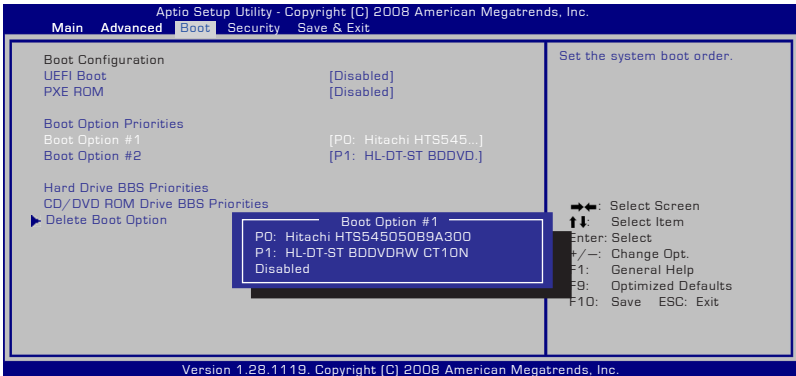 Aptio Setup Utility - Copyright (C) 2008 American Megatrends, Inc.
Main Advanced Boot Security Save & Exit
Boot Configuration
UEFI Boot [Disabled]
PXE ROM [Disabled]
Boot Option Priorities
Boot Option #1 [P0: Hitachi HTS545...]
Boot Option #2 [P1: HL-DT-ST BDDVD.]
Hard Drive BBS Priorities
CD/DVD ROM Drive BBS Priorities
Delete Boot Option
Boot Option #1
P0: Hitachi HTS545050B9A300
P1: HL-DT-ST BDDVDRW CT10N
Disabled
Set the system boot order.
→←: Select Screen
↑↓: Select Item
Enter: Select
+/—: Change Opt.
F1: General Help
F9: Optimized Defaults
F10: Save ESC: Exit
Version 1.28.1119. Copyright (C) 2008 American Megatrends, Inc.